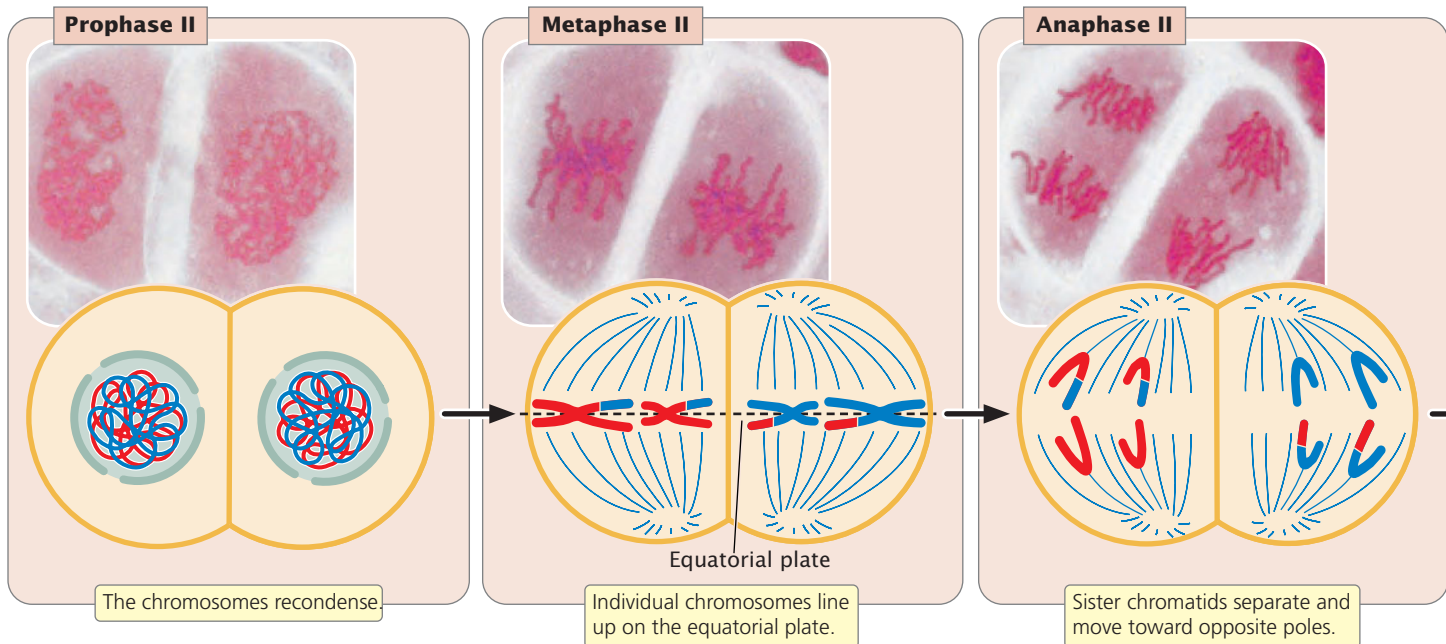 Prophase II
Metaphase II
Anaphase II
Equatorial plate
The chromosomes recondense.
Individual chromosomes line
up on the equatorial plate.
Sister chromatids separate and
move toward opposite poles.